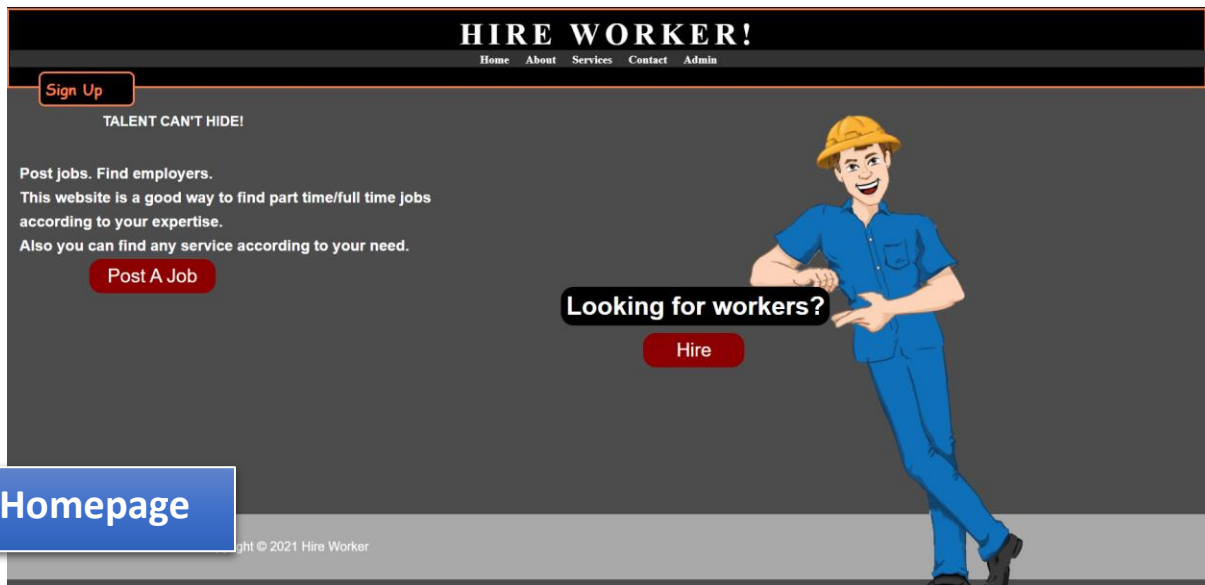 HIRE WORKER!
Home About Services Contact Admin
Sign Up
TALENT CAN'T HIDE!
Post jobs. Find employers.
This website is a good way to find part time/full time jobs
according to your expertise.
Also you can find any service according to your need.
Post A Job
Looking for workers?
Hire
Homepage
© 2021 Hire Worker